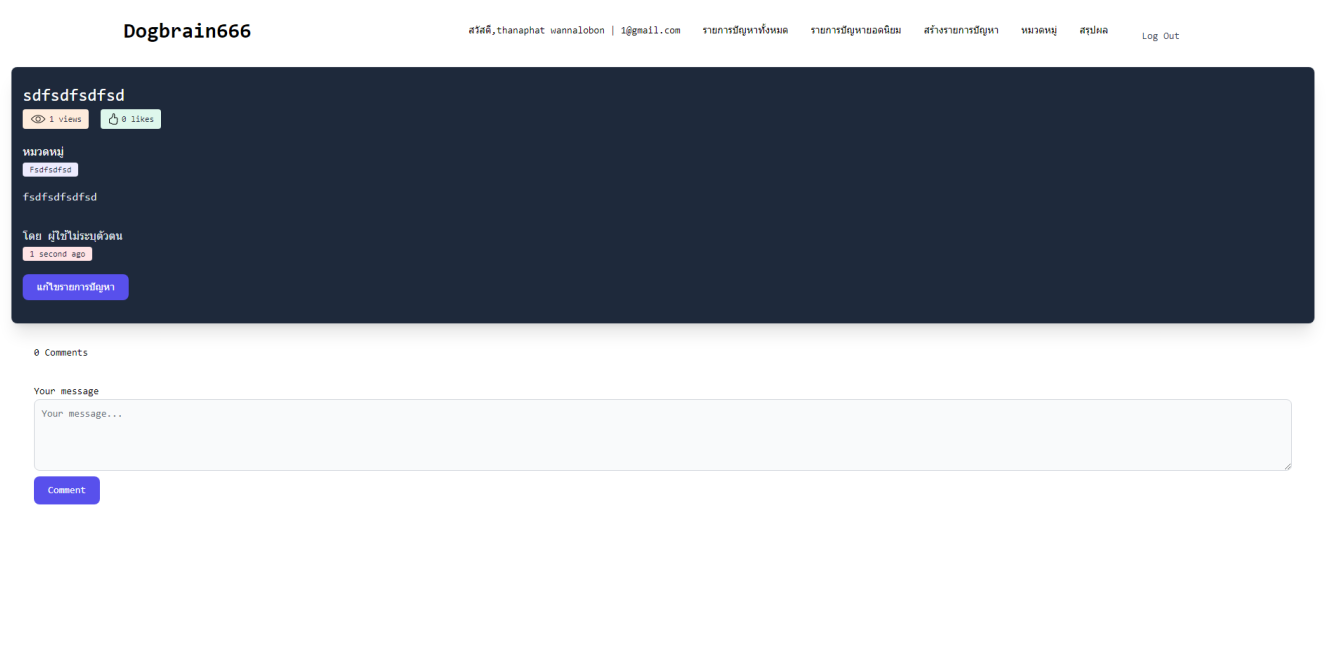 Dogbrain666
สวัสดี,thanaphat wannalobon | 1@gmail.com รายการปัญหาทั้งหมด รายการปัญหายอดนิยม สร้างรายการปัญหา หมวดหมู่ สรุปผล Log Out
sdfsdfsdfsd
1 views 0 likes
หมวดหมู่
Fsdfsdfsd
fsdfsdfsdfsd
โดย ผู้ใช้ไม่ระบุตัวตน
1 second ago
แก้ไขรายการปัญหา
0 Comments
Your message
Your message...
Comment